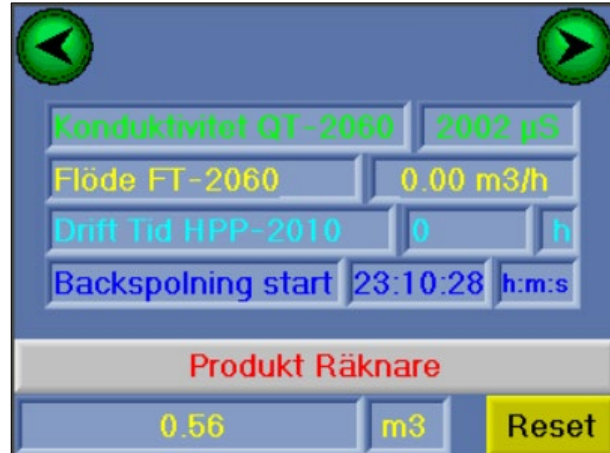 Konduktivitet QT-2060 2002 µS
Flöde FT-2060 0.00 m3/h
Drift Tid HPP-2010 0 h
Backspolning start 23:10:28 h:m:s
Produkt Räknare
0.56 m3 Reset